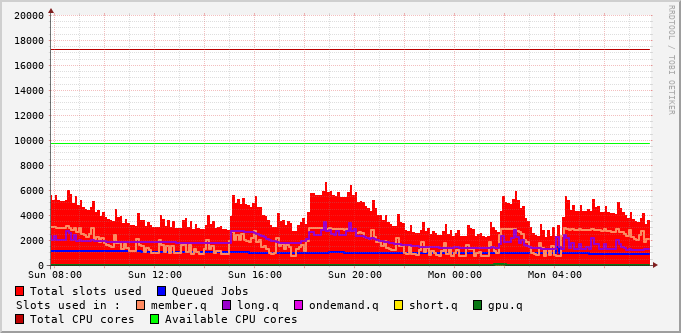 20000
18000
16000
14000
12000
10000
8000
6000
4000
2000
0
Sun 08:00 Sun 12:00 Sun 16:00 Sun 20:00 Mon 00:00 Mon 04:00
Total slots used Queued Jobs
Slots used in : member.q long.q ondemand.q short.q gpu.q
Total CPU cores Available CPU cores
RRDTOOL / TOBI OETIKER